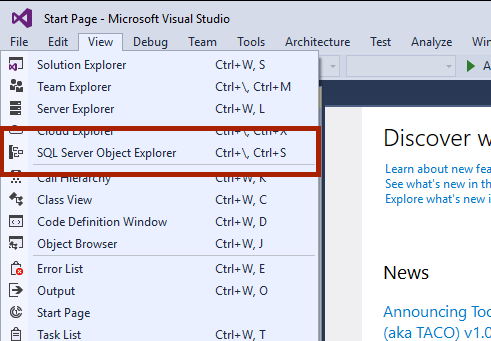 Start Page - Microsoft Visual Studio
File Edit View Debug Team Tools Architecture Test Analyze Win
Solution Explorer Ctrl+W, S
Team Explorer Ctrl+\, Ctrl+M
Server Explorer Ctrl+W, L
Cloud Explorer Ctrl+\, Ctrl+X
SQL Server Object Explorer Ctrl+\, Ctrl+S
Call Hierarchy Ctrl+W, K
Class View Ctrl+W, C
Code Definition Window Ctrl+W, D
Object Browser Ctrl+W, J
Error List Ctrl+W, E
Output Ctrl+W, O
Start Page
Task List Ctrl+W, T
A
Discover w
Learn about new fea
See what's new in th
Explore what's new i
News
Announcing Too
(aka TACO) v1.0